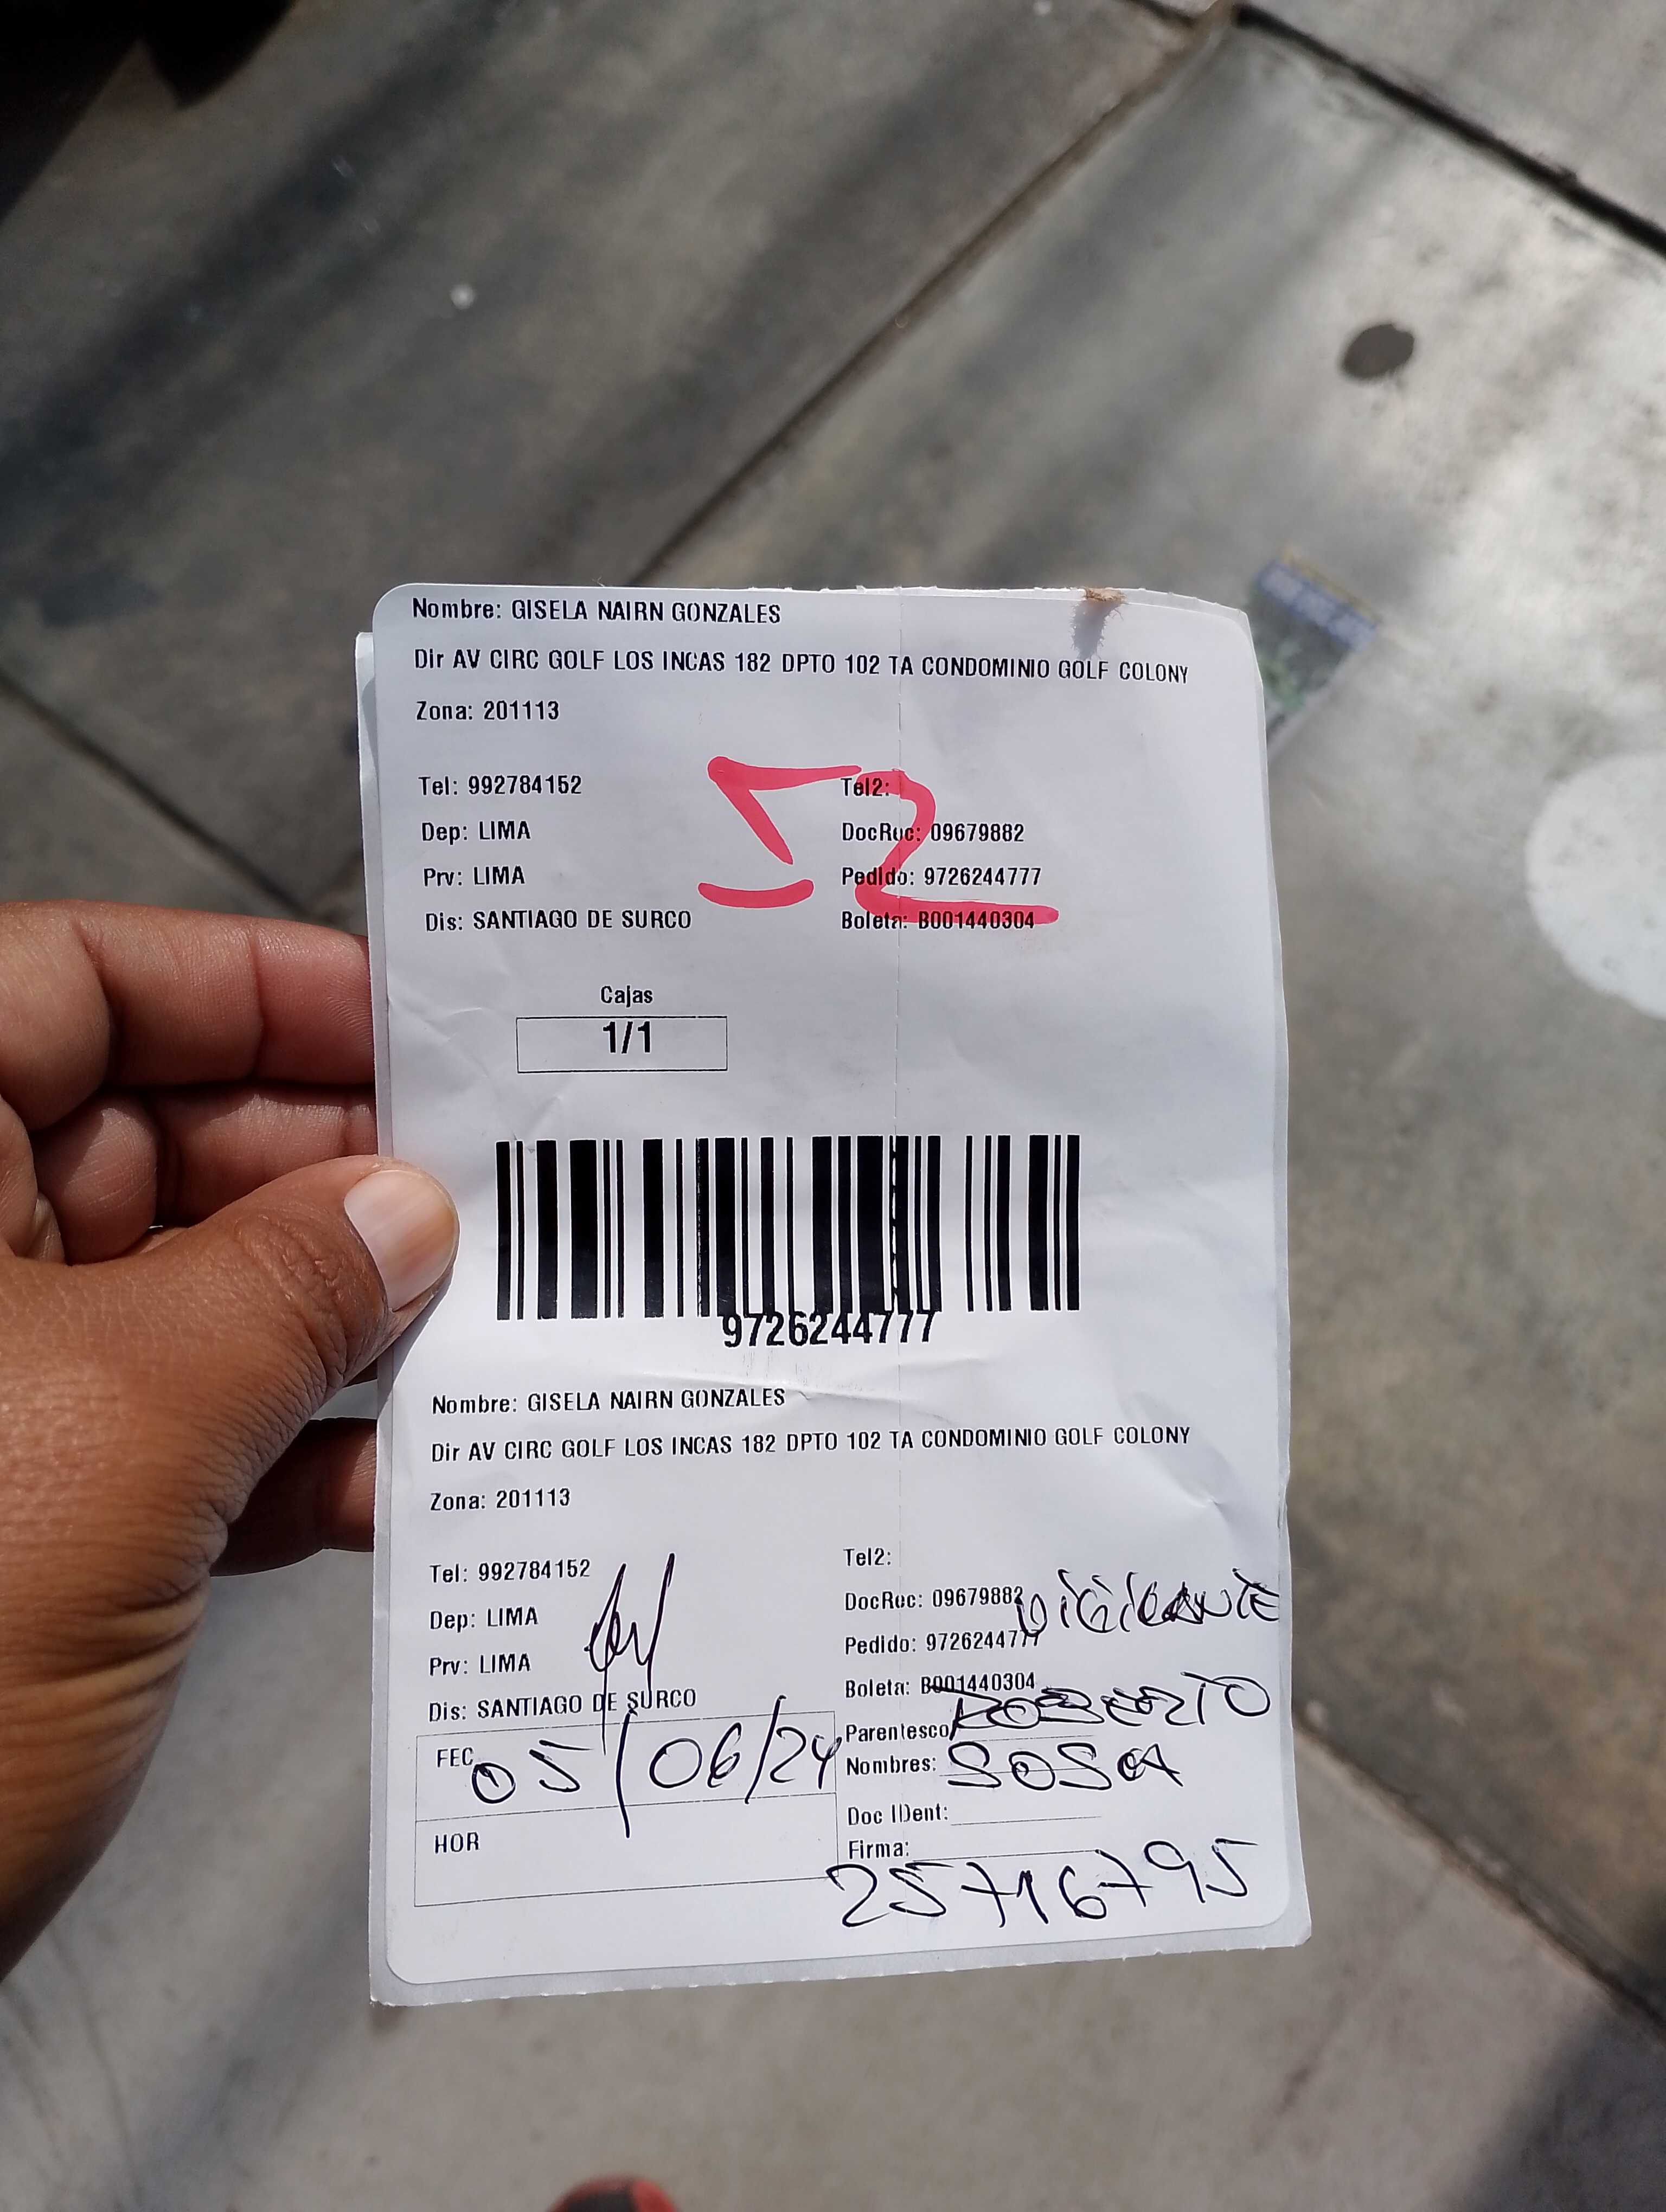 Nombre: GISELA NAIRN GONZALES
Dir AV CIRC GOLF LOS INCAS 182 DPTO 102 TA CONDOMINIO GOLF COLONY
Zona: 201113
Tel: 992784152
Tel2:
Dep: LIMA
DocRec: 09679882
Prv: LIMA
Pedido: 9726244777
Dis: SANTIAGO DE SURCO
Boleta: B001440304
52
Cajas
1/1
9726244777
Nombre: GISELA NAIRN GONZALES
Dir AV CIRC GOLF LOS INCAS 182 DPTO 102 TA CONDOMINIO GOLF COLONY
Zona: 201113
Tel: 992784152
Tel2:
Dep: LIMA
DocRec: 09679882 VIGILANTE
Prv: LIMA
Pedido: 9726244777
Dis: SANTIAGO DE SURCO
Boleta: B001440304
FEC 05/06/24
Parentesco ROBERTO
Nombres: SOSA
HOR
Doc IDent:
Firma:
25716795